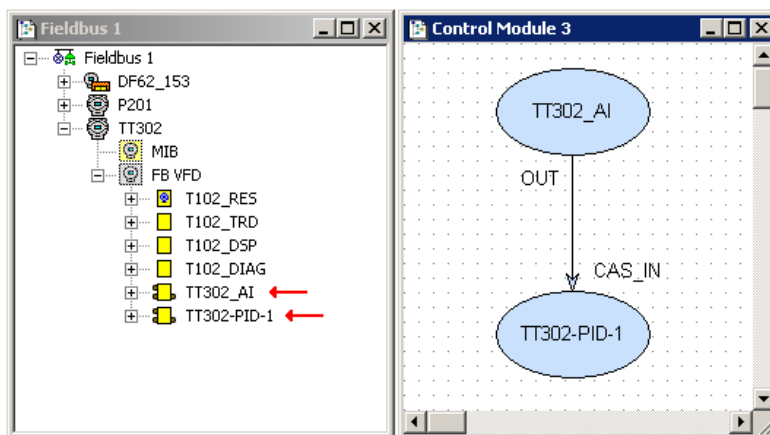 Fieldbus 1
Fieldbus 1
DF62_153
P201
TT302
MIB
FB VFD
T102_RES
T102_TRD
T102_DSP
T102_DIAG
TT302_AI
TT302-PID-1
Control Module 3
TT302_AI
OUT
CAS_IN
TT302-PID-1